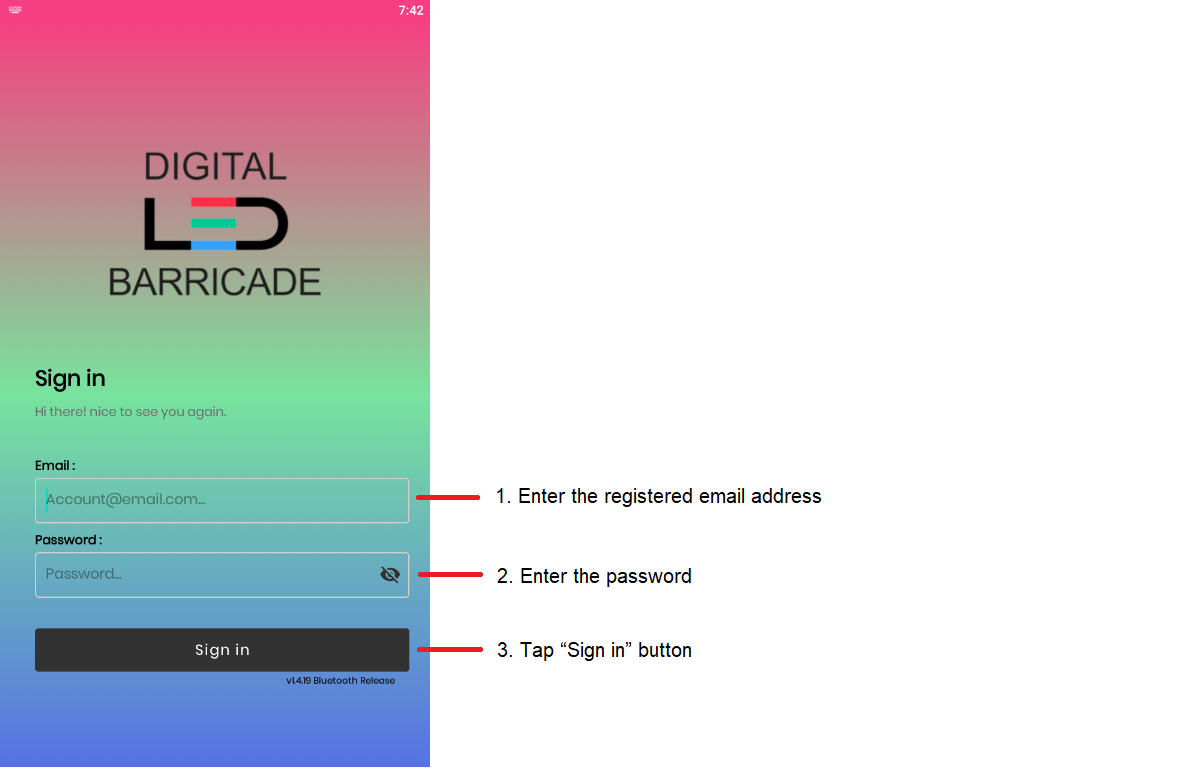 7:42
DIGITAL
LED
BARRICADE
Sign in
Hi there! nice to see you again.
Email :
Account@email.com...
1. Enter the registered email address
Password :
Password...
2. Enter the password
Sign in
3. Tap “Sign in” button
v1.4.19 Bluetooth Release